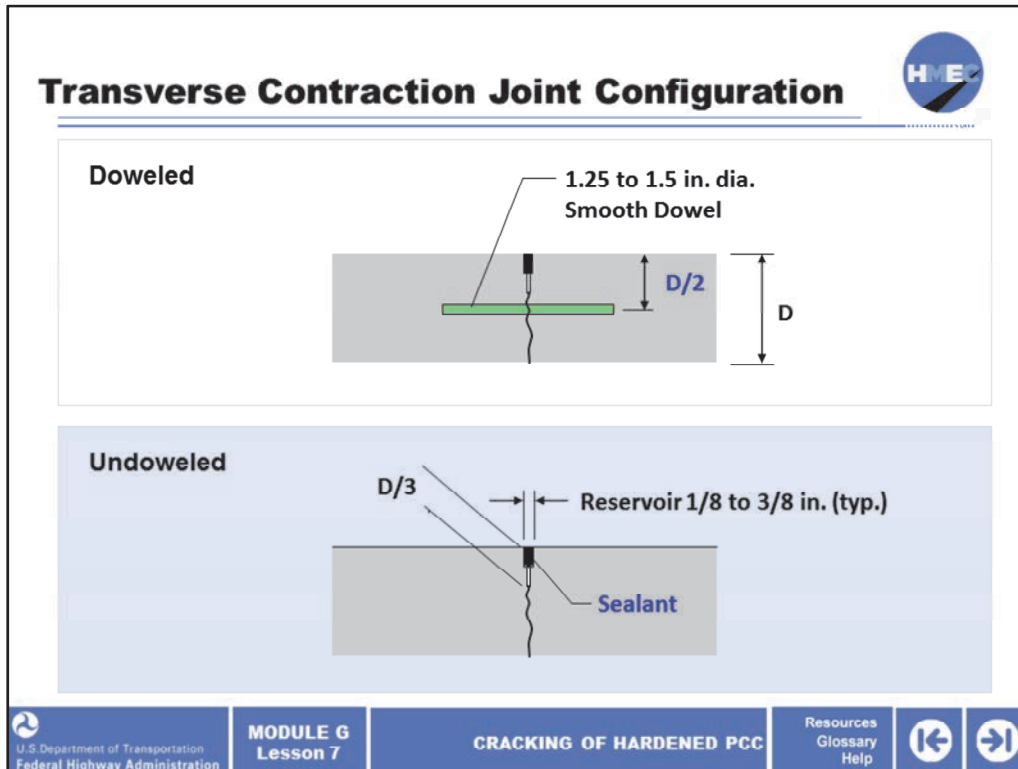 Transverse Contraction Joint Configuration
HMEC
Doweled
1.25 to 1.5 in. dia.
Smooth Dowel
D/2
D
Undoweled
D/3
Reservoir 1/8 to 3/8 in. (typ.)
Sealant
U.S.Department of Transportation
Federal Highway Administration
MODULE G
Lesson 7
CRACKING OF HARDENED PCC
Resources
Glossary
Help